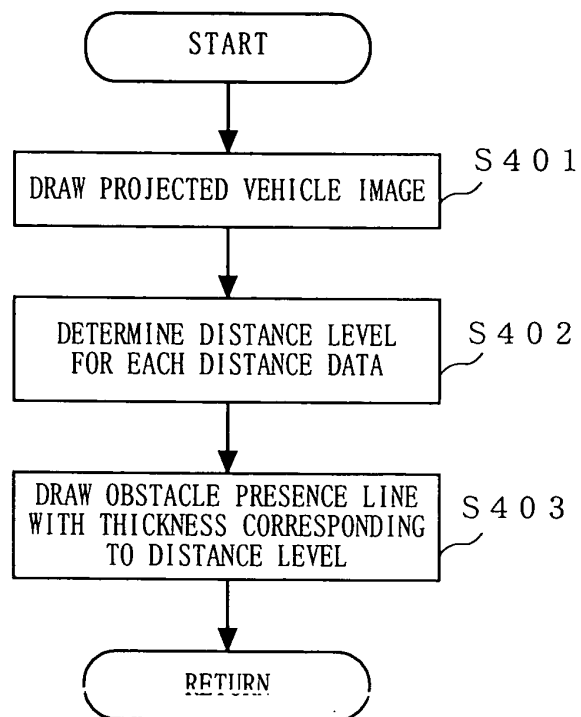 START
DRAW PROJECTED VEHICLE IMAGE
S401
DETERMINE DISTANCE LEVEL
FOR EACH DISTANCE DATA
S402
DRAW OBSTACLE PRESENCE LINE
WITH THICKNESS CORRESPONDING
TO DISTANCE LEVEL
S403
RETURN